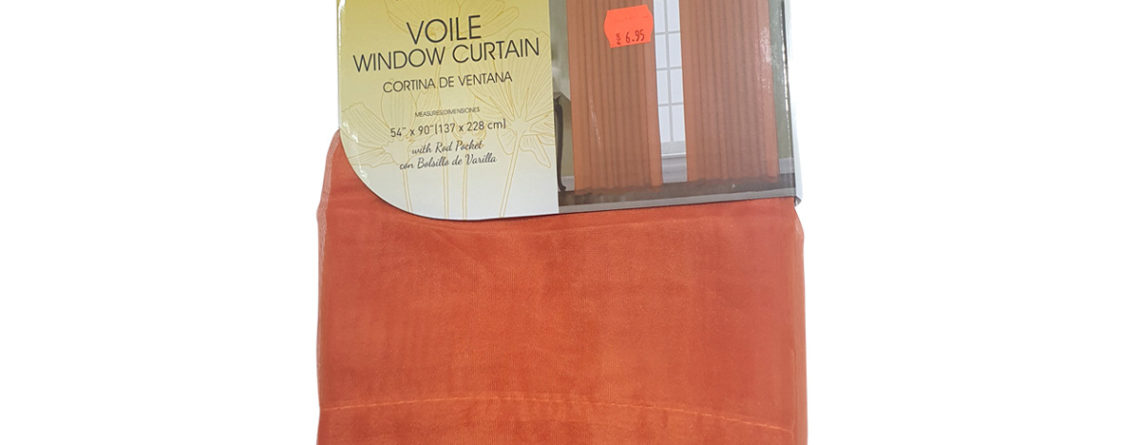 VOILE
WINDOW CURTAIN
CORTINA DE VENTANA
MEASURES/DIMENSIONES
54" x 90" (137 x 228 cm)
with Rod Pocket
con Bolsillo de Varilla
6.95